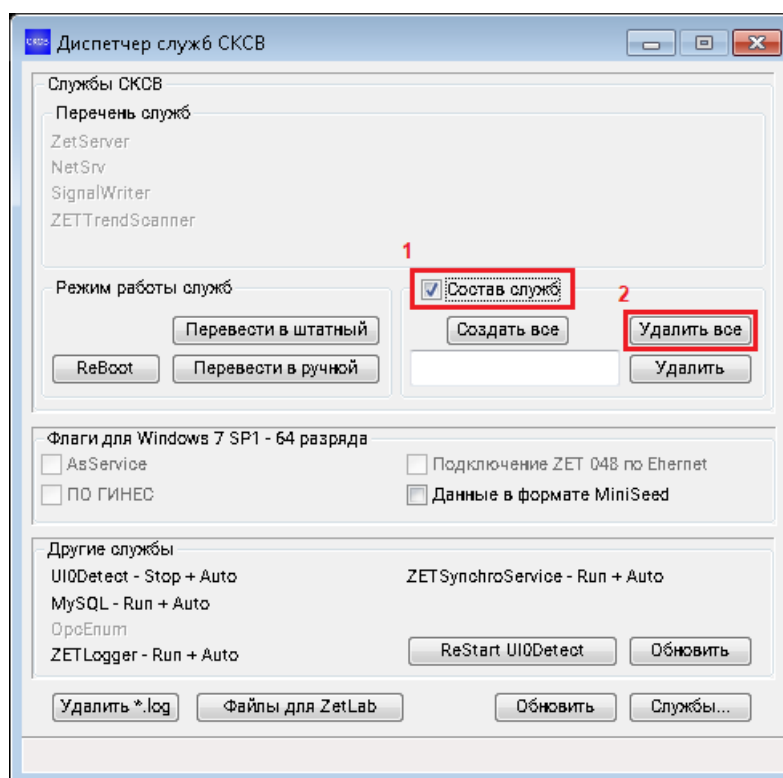 СКСВ Диспетчер служб СКСВ
Службы СКСВ
Перечень служб
ZetServer
NetSrv
SignalWriter
ZETTrendScanner
1
Режим работы служб
Состав служб
2
Перевести в штатный
Создать все
Удалить все
ReBoot
Перевести в ручной
Удалить
Флаги для Windows 7 SP1 - 64 разряда
AsService
Подключение ZET 048 по Ehernet
ПО ГИНЕС
Данные в формате MiniSeed
Другие службы
UI0Detect - Stop + Auto
ZETSynchroService - Run + Auto
MySQL - Run + Auto
OpcEnum
ZETLogger - Run + Auto
ReStart UI0Detect
Обновить
Удалить *.log
Файлы для ZetLab
Обновить
Службы...